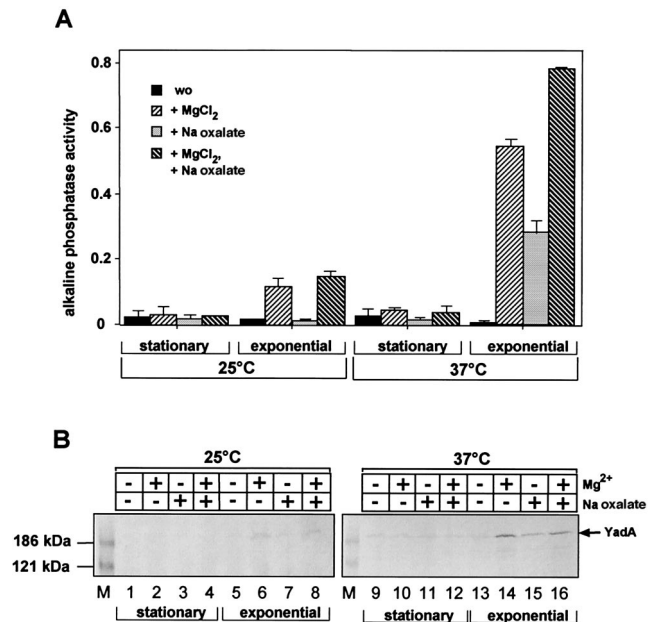 A
alkaline phosphatase activity
0.8
0.6
0.4
0.2
0
wo
+ MgCl2
+ Na oxalate
+ MgCl2,
+ Na oxalate
stationary exponential stationary exponential
25°C 37°C
B
25°C 37°C
- + - + - + - + - + - + - + - + Mg2+
- - + + - - + + - - + + - - + + Na oxalate
186 kDa
121 kDa
YadA
M 1 2 3 4 5 6 7 8 M 9 10 11 12 13 14 15 16
stationary exponential stationary exponential